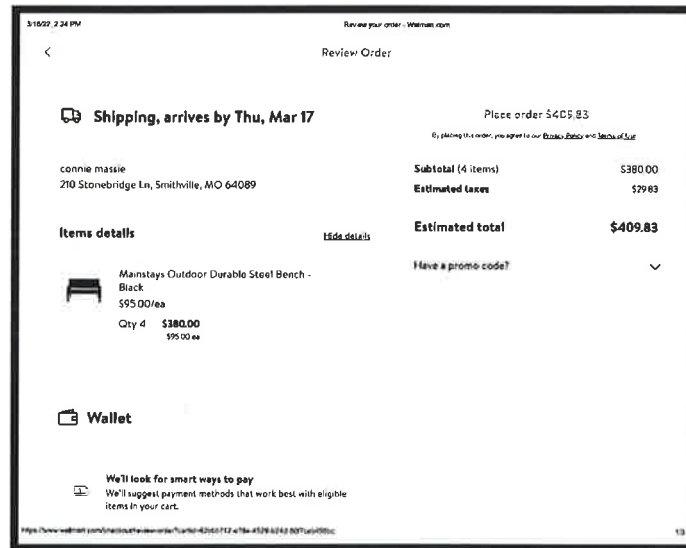 2:34 PM
Review your order - Walmart.com
Review Order
Shipping, arrives by Thu, Mar 17
connie massie
210 Stonebridge Ln, Smithville, MO 64089
Items details
Hide details
Mainstays Outdoor Durable Steel Bench -
Black
$95.00/ea
Qty 4 $380.00
$95.00 ea
Wallet
We'll look for smart ways to pay
We'll suggest payment methods that work best with eligible
items in your cart.
Place order $409.83
By placing this order, you agree to our Privacy Policy and Terms of Use
Subtotal (4 items) $380.00
Estimated taxes $29.83
Estimated total $409.83
Have a promo code?